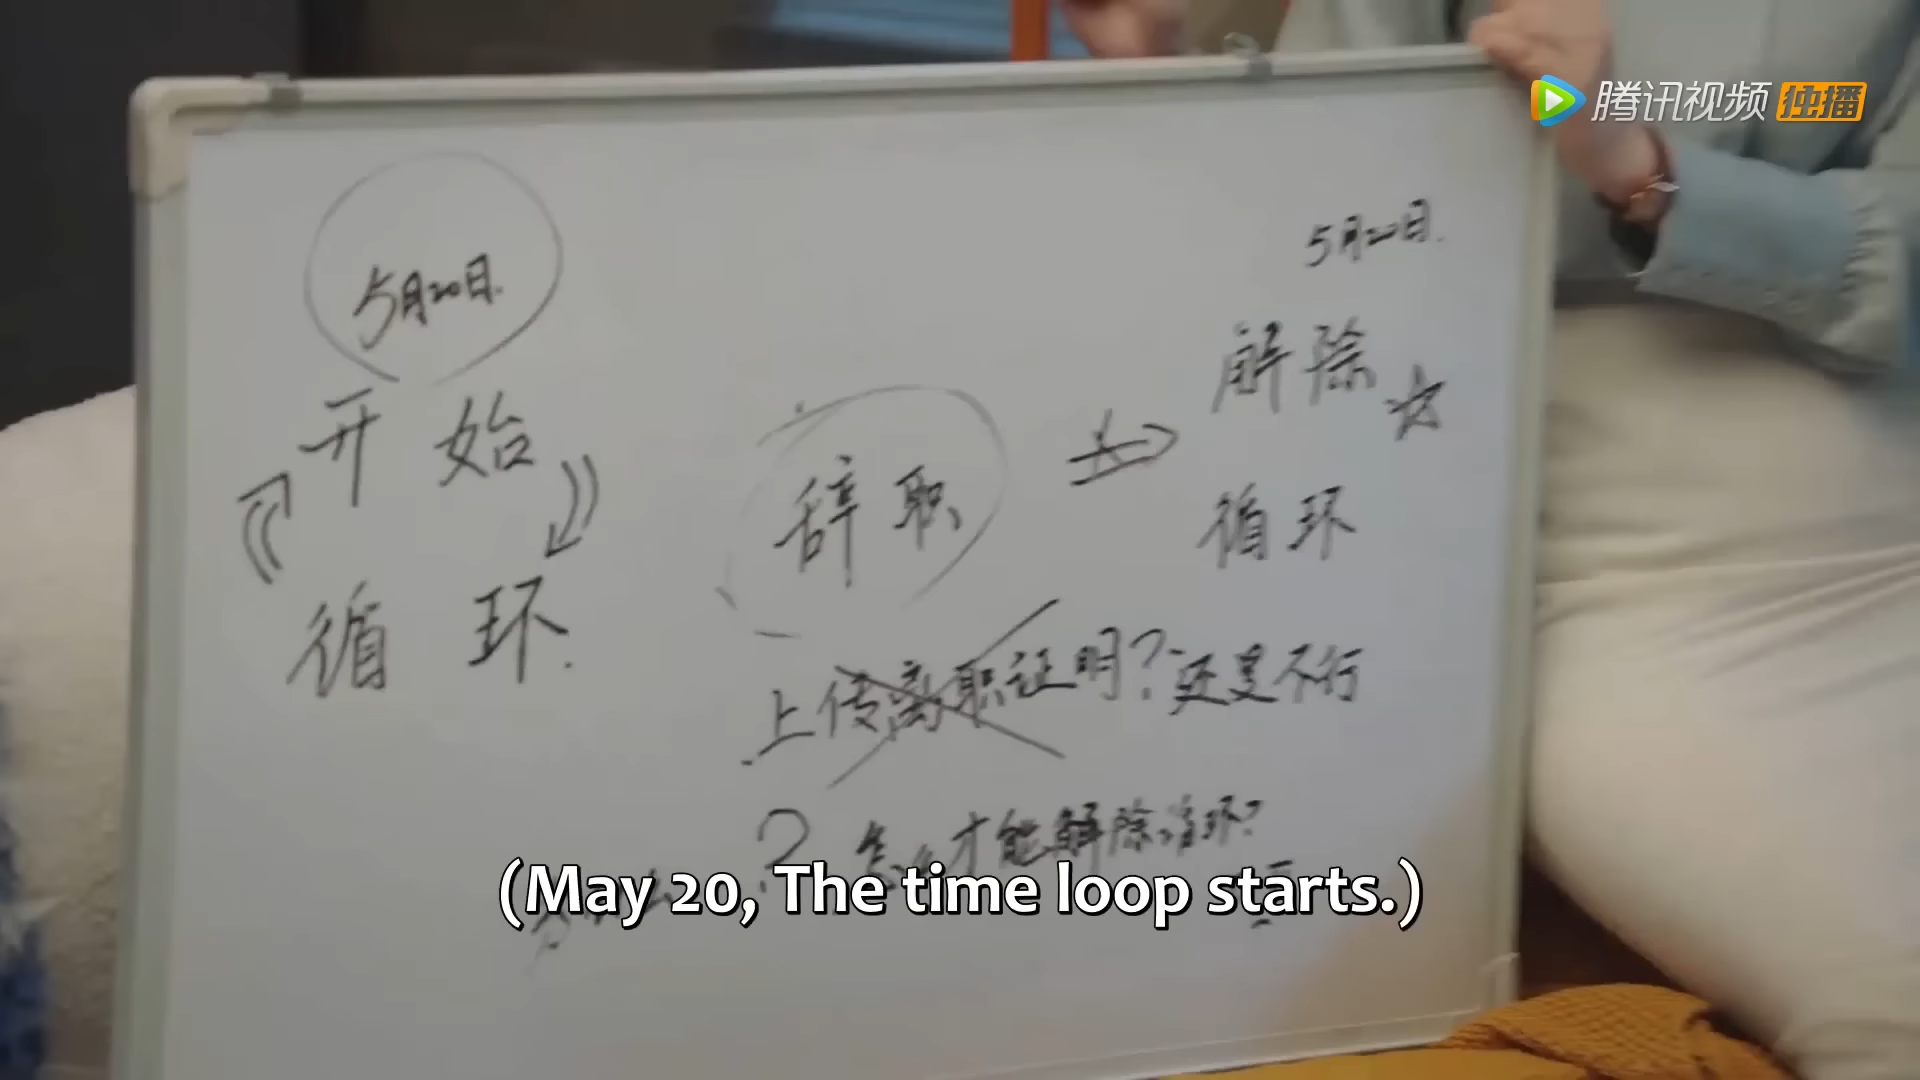 腾讯视频 独播
5月20日.
开始
循环.
辞职
5月20日.
解除
循环
上传离职证明?还是不行
? 怎么才能解除循环?
(May 20, The time loop starts.)